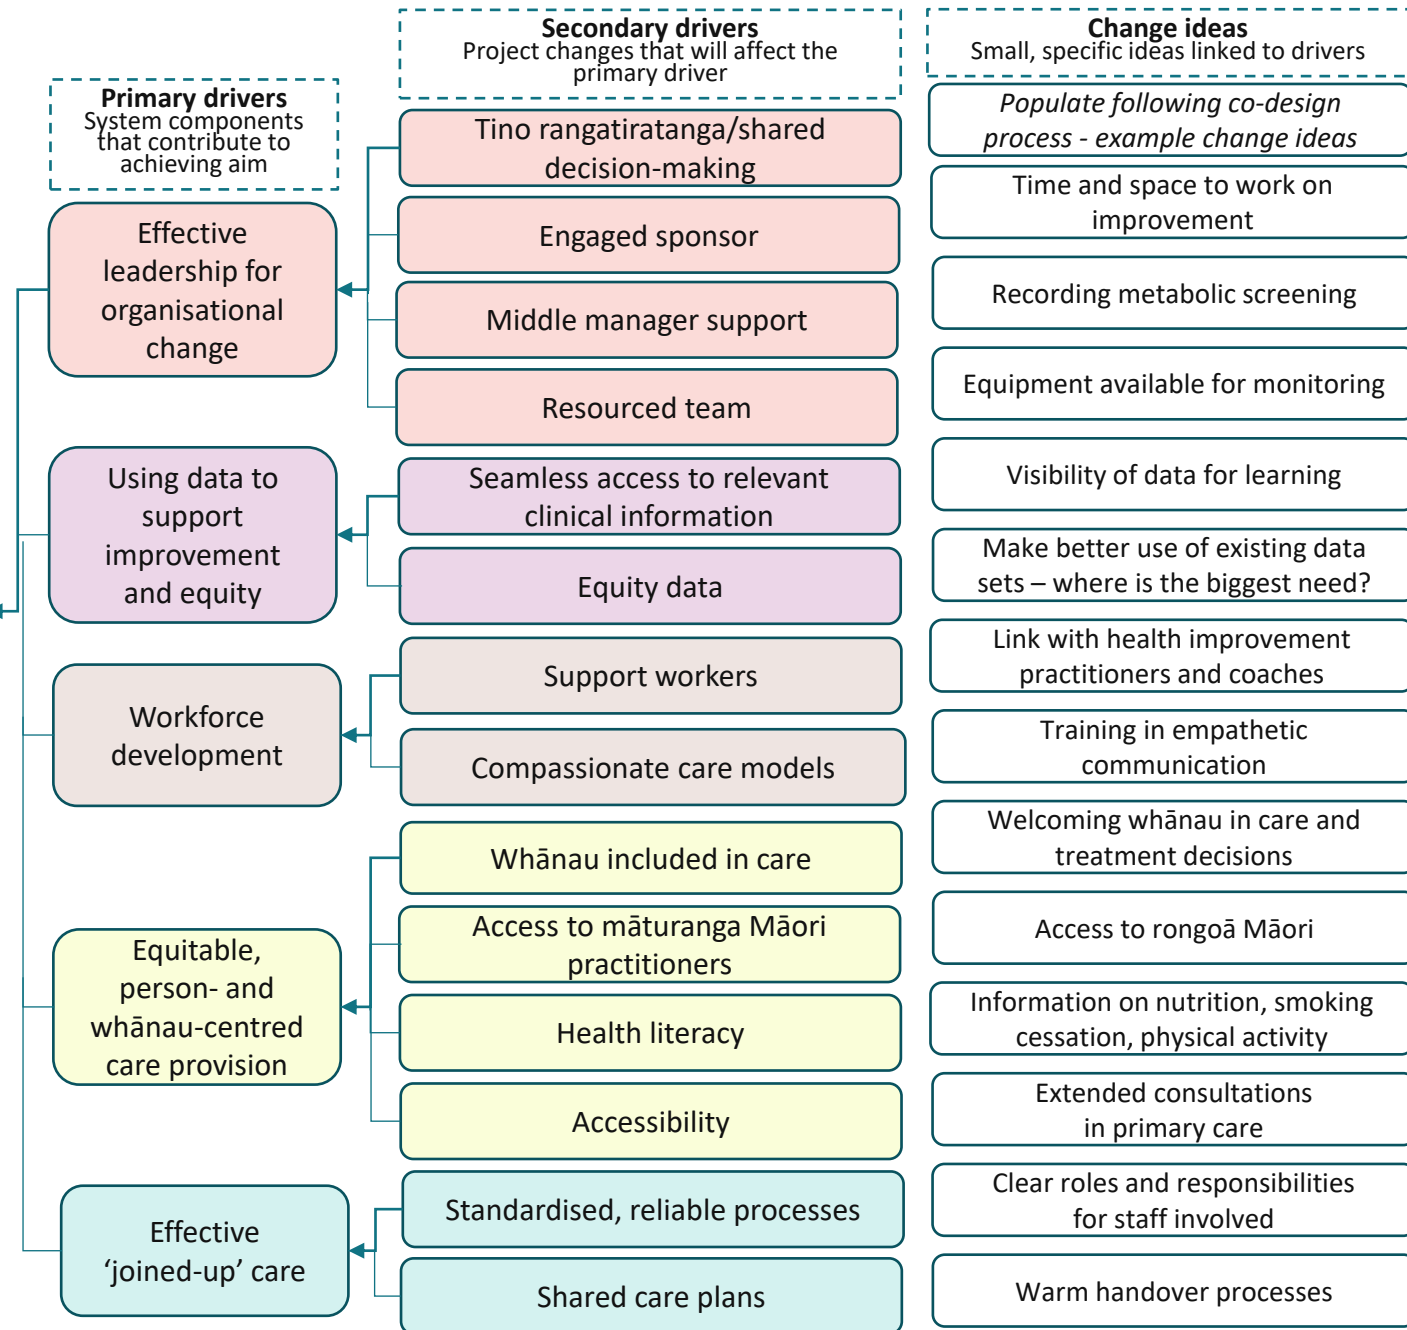 Primary drivers
System components
that contribute to
achieving aim
Effective
leadership for
organisational
change
Using data to
support
improvement
and equity
Workforce
development
Equitable,
person- and
whānau-centred
care provision
Effective
‘joined-up’ care
Secondary drivers
Project changes that will affect the
primary driver
Tino rangatiratanga/shared
decision-making
Engaged sponsor
Middle manager support
Resourced team
Seamless access to relevant
clinical information
Equity data
Support workers
Compassionate care models
Whānau included in care
Access to māturanga Māori
practitioners
Health literacy
Accessibility
Standardised, reliable processes
Shared care plans
Change ideas
Small, specific ideas linked to drivers
Populate following co-design
process - example change ideas
Time and space to work on
improvement
Recording metabolic screening
Equipment available for monitoring
Visibility of data for learning
Make better use of existing data
sets – where is the biggest need?
Link with health improvement
practitioners and coaches
Training in empathetic
communication
Welcoming whānau in care and
treatment decisions
Access to rongoā Māori
Information on nutrition, smoking
cessation, physical activity
Extended consultations
in primary care
Clear roles and responsibilities
for staff involved
Warm handover processes